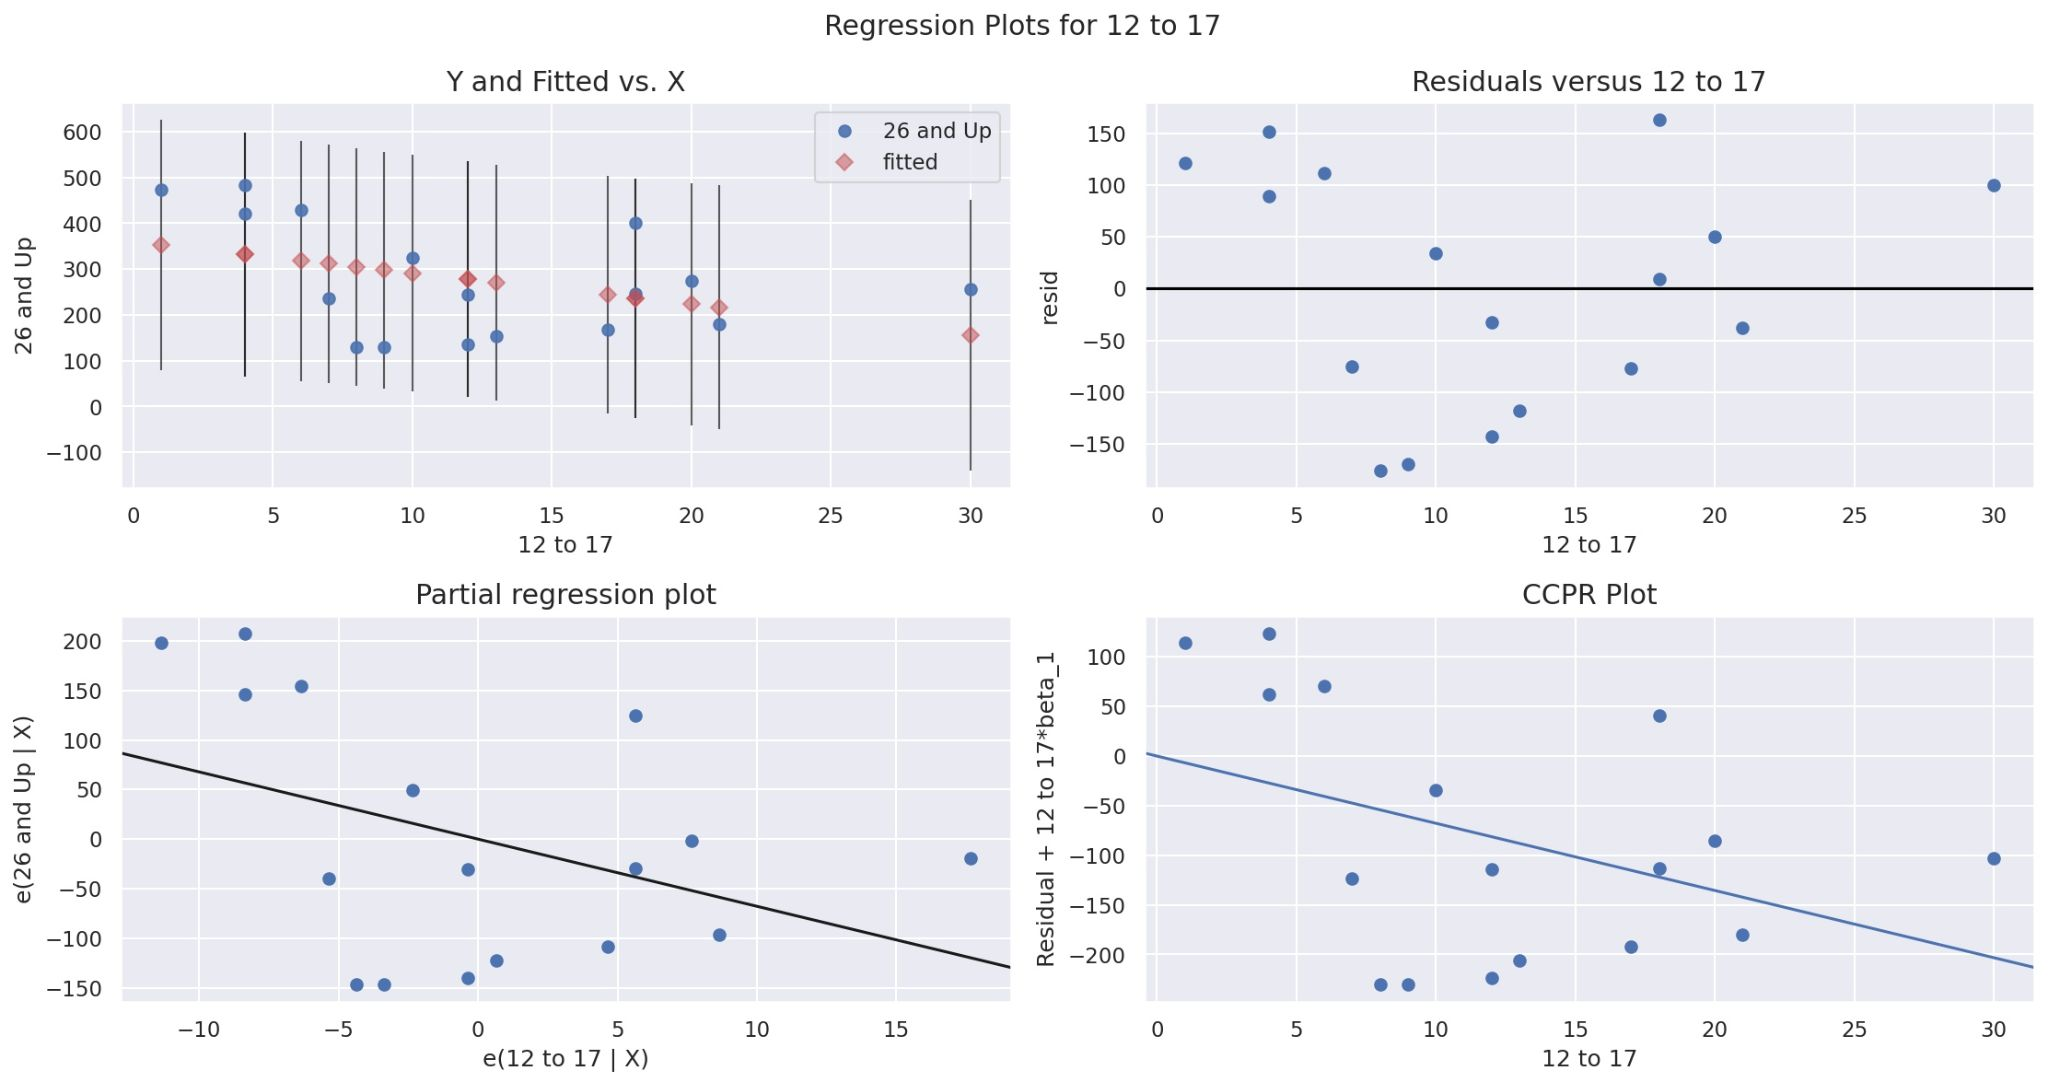 Regression Plots for 12 to 17
Y and Fitted vs. X
26 and Up
600
500
400
300
200
100
0
−100
26 and Up
fitted
0 5 10 15 20 25 30
12 to 17
Residuals versus 12 to 17
resid
150
100
50
0
−50
−100
−150
0 5 10 15 20 25 30
12 to 17
Partial regression plot
e(26 and Up | X)
200
150
100
50
0
−50
−100
−150
−10 −5 0 5 10 15
e(12 to 17 | X)
CCPR Plot
Residual + 12 to 17*beta_1
100
50
0
−50
−100
−150
−200
0 5 10 15 20 25 30
12 to 17